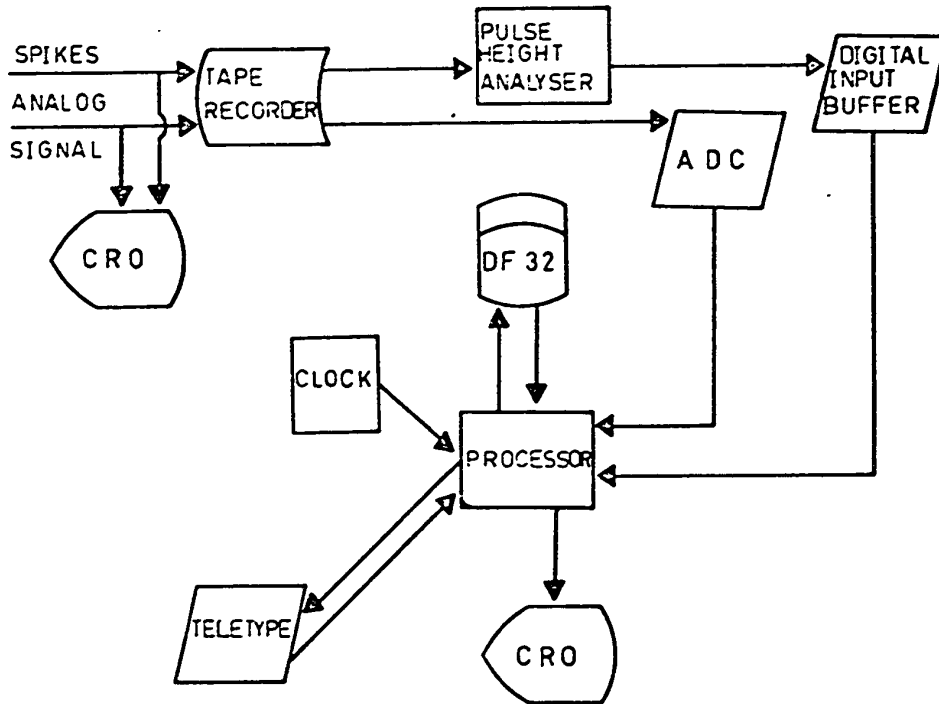 SPIKES
ANALOG
SIGNAL
TAPE
RECORDER
PULSE
HEIGHT
ANALYSER
DIGITAL
INPUT
BUFFER
ADC
CRO
DF 32
CLOCK
PROCESSOR
TELETYPE
CRO